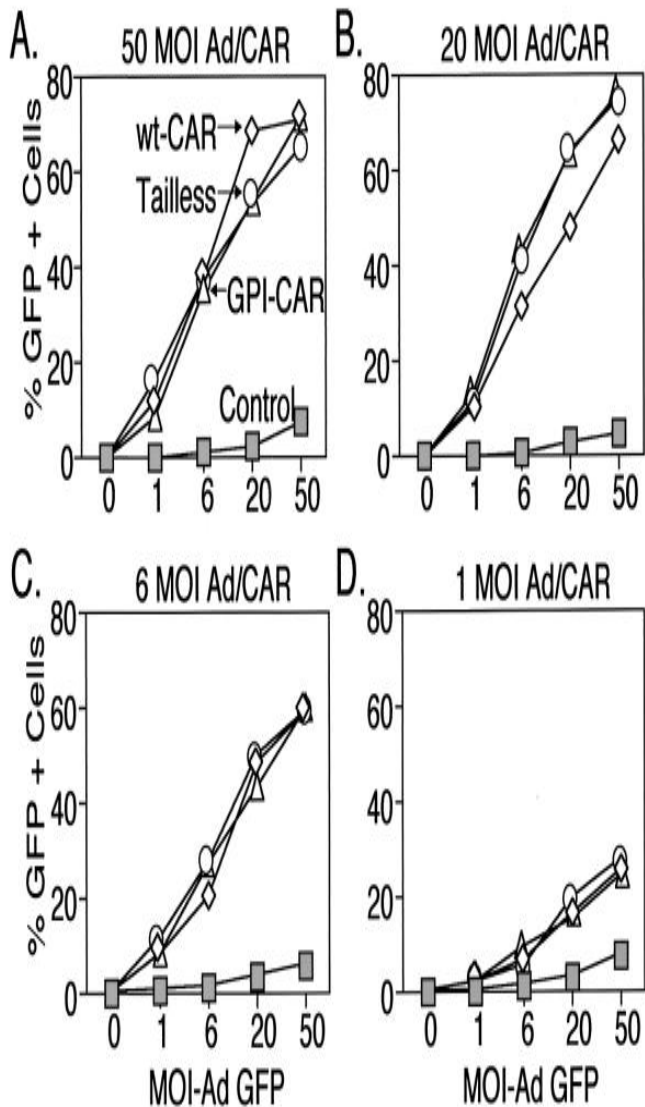 A. 50 MOI Ad/CAR
% GFP + Cells
80
60
40
20
0
wt-CAR
Tailless
GPI-CAR
Control
0 1 6 20 50
B. 20 MOI Ad/CAR
80
60
40
20
0
0 1 6 20 50
C. 6 MOI Ad/CAR
% GFP + Cells
80
60
40
20
0
0 1 6 20 50
MOI-Ad GFP
D. 1 MOI Ad/CAR
80
60
40
20
0
0 1 6 20 50
MOI-Ad GFP